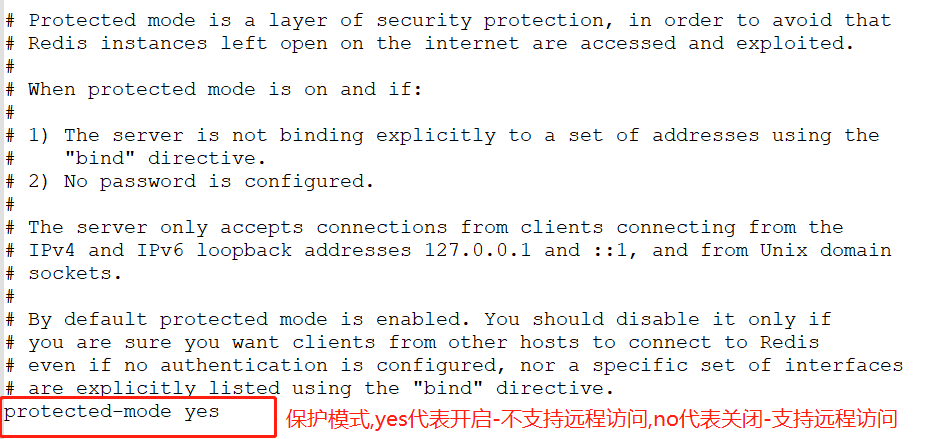 # Protected mode is a layer of security protection, in order to avoid that
# Redis instances left open on the internet are accessed and exploited.
#
# When protected mode is on and if:
#
# 1) The server is not binding explicitly to a set of addresses using the
#    "bind" directive.
# 2) No password is configured.
#
# The server only accepts connections from clients connecting from the
# IPv4 and IPv6 loopback addresses 127.0.0.1 and ::1, and from Unix domain
# sockets.
#
# By default protected mode is enabled. You should disable it only if
# you are sure you want clients from other hosts to connect to Redis
# even if no authentication is configured, nor a specific set of interfaces
# are explicitly listed using the "bind" directive.
protected-mode yes 保护模式,yes代表开启-不支持远程访问,no代表关闭-支持远程访问